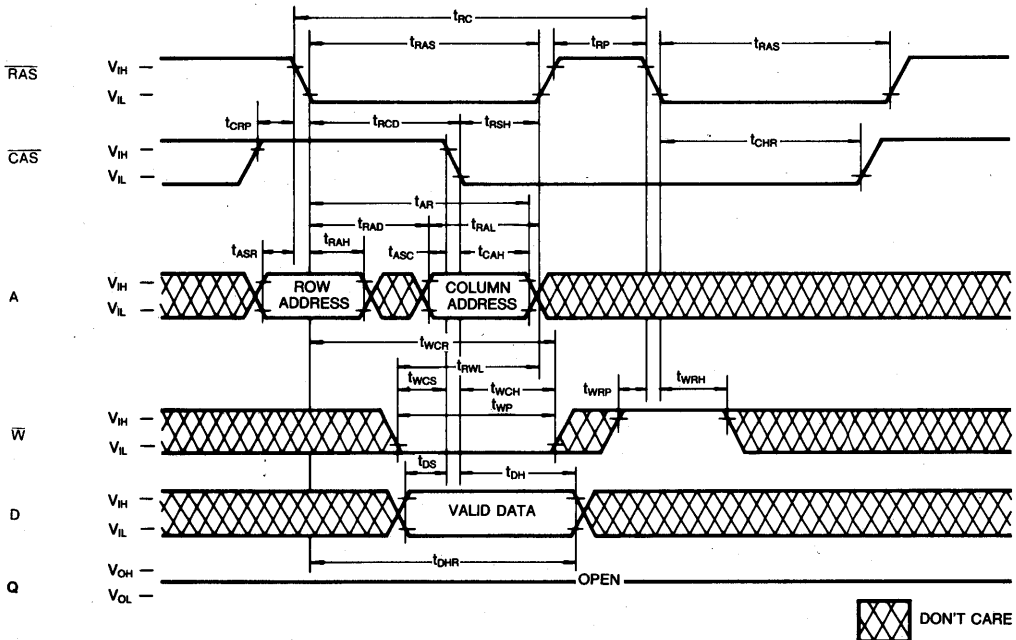 tRC
tRAS tRP tRAS
RAS VIH
VIL
tCRP tRCD tRSH tCHR
CAS VIH
VIL
tAR
tRAD tRAL
tASR tRAH tASC tCAH
A VIH
VIL
ROW ADDRESS
COLUMN ADDRESS
tWCR
tRWL
tWCS tWCH tWRP tWRH
tWP
W VIH
VIL
tDS tDH
D VIH
VIL
VALID DATA
tDHR
Q VOH
VOL
OPEN
DON'T CARE